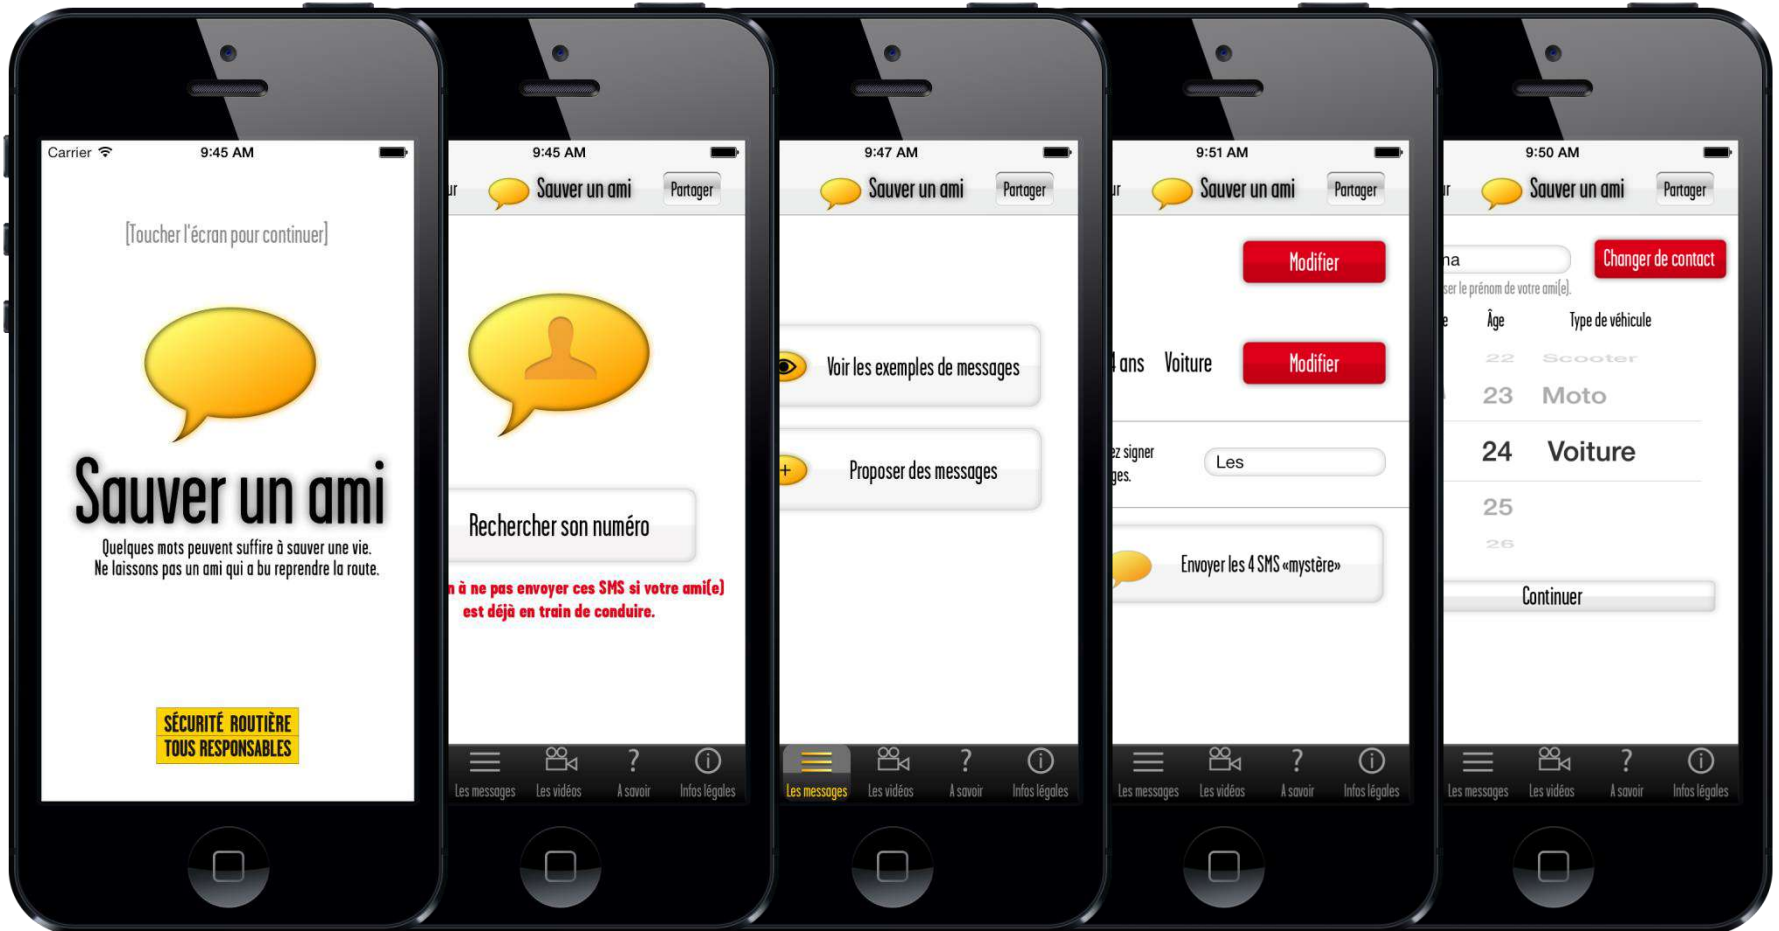 Carrier
9:45 AM
[Toucher l'écran pour continuer]
Sauver un ami
Quelques mots peuvent suffire à sauver une vie.
Ne laissons pas un ami qui a bu reprendre la route.
SÉCURITÉ ROUTIÈRE
TOUS RESPONSABLES
9:45 AM
Sauver un ami
Partager
Rechercher son numéro
à ne pas envoyer ces SMS si votre ami(e)
est déjà en train de conduire.
Les messages
Les vidéos
A savoir
Infos légales
9:47 AM
Sauver un ami
Partager
Voir les exemples de messages
Proposer des messages
Les messages
Les vidéos
A savoir
Infos légales
9:51 AM
Sauver un ami
Partager
Modifier
ans Voiture
Modifier
signer
Les
Envoyer les 4 SMS «mystère»
Les messages
Les vidéos
A savoir
Infos légales
9:50 AM
Sauver un ami
Partager
Changer de contact
le prénom de votre ami(e).
Âge
Type de véhicule
22 Scooter
23 Moto
24 Voiture
25
26
Continuer
Les messages
Les vidéos
A savoir
Infos légales